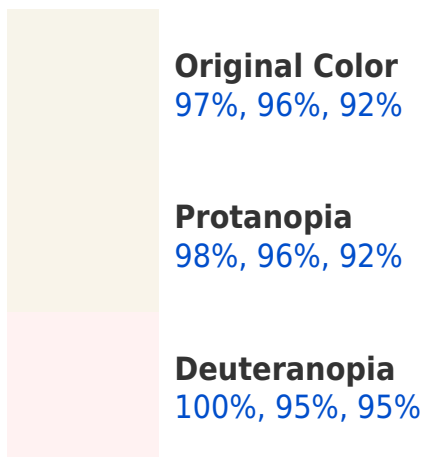 Original Color
97%, 96%, 92%
Protanopia
98%, 96%, 92%
Deuteranopia
100%, 95%, 95%